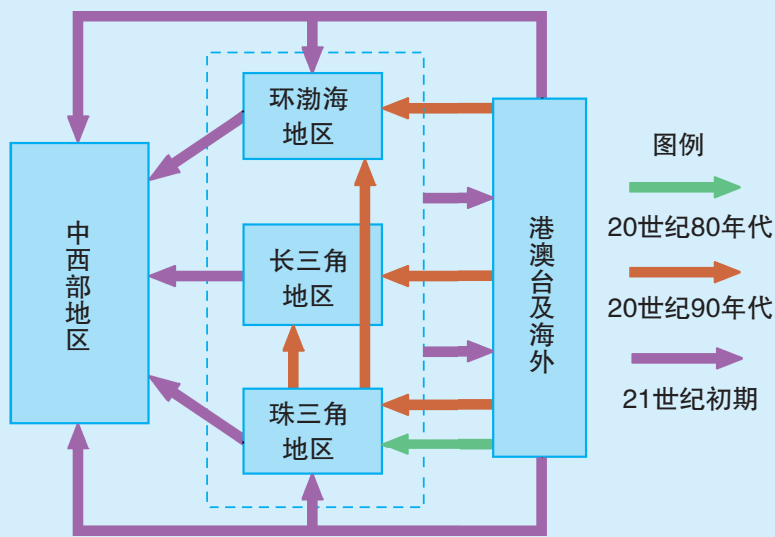 环渤海
地区
中西部地区
长三角
地区
珠三角
地区
港澳台及海外
图例
20世纪80年代
20世纪90年代
21世纪初期